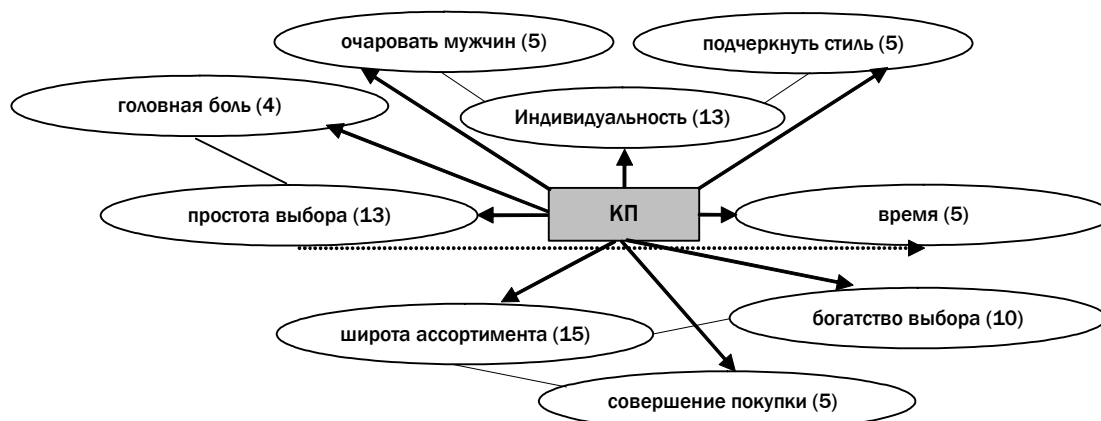 очаровать мужчин (5)
подчеркнуть стиль (5)
головная боль (4)
Индивидуальность (13)
простота выбора (13)
КП
время (5)
широта ассортимента (15)
богатство выбора (10)
совершение покупки (5)